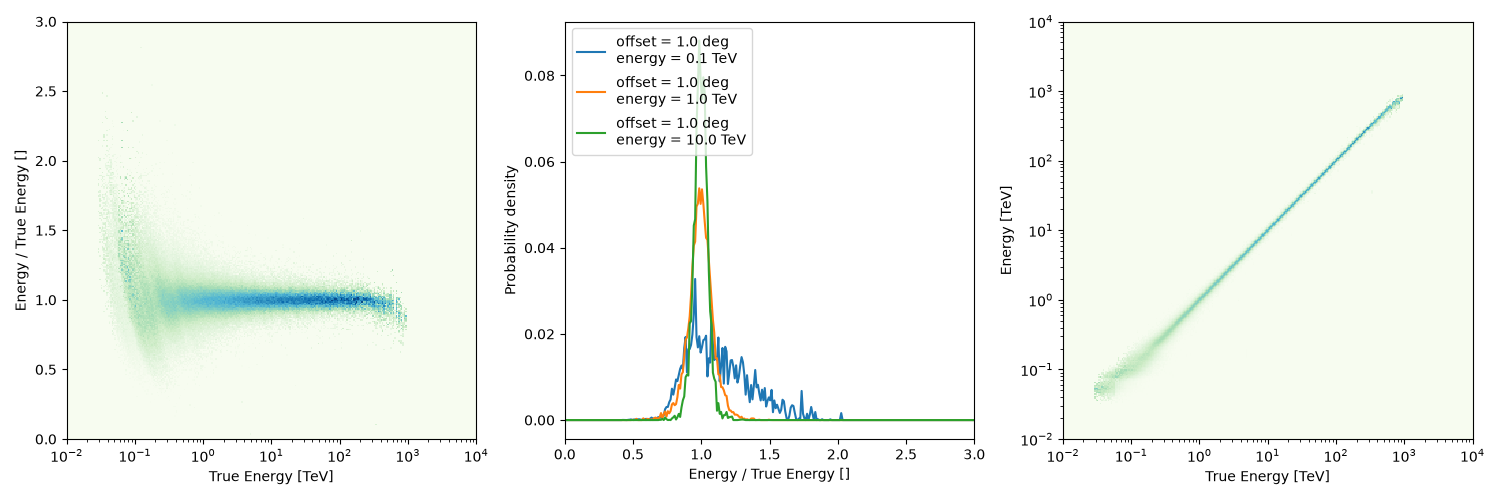 3.0
2.5
2.0
1.5
1.0
0.5
0.0
Energy / True Energy []
10⁻² 10⁻¹ 10⁰ 10¹ 10² 10³ 10⁴
True Energy [TeV]
offset = 1.0 deg
energy = 0.1 TeV
offset = 1.0 deg
energy = 1.0 TeV
offset = 1.0 deg
energy = 10.0 TeV
0.08
0.06
0.04
0.02
0.00
Probability density
0.0 0.5 1.0 1.5 2.0 2.5 3.0
Energy / True Energy []
10⁴
10³
10²
10¹
10⁰
10⁻¹
10⁻²
Energy [TeV]
10⁻² 10⁻¹ 10⁰ 10¹ 10² 10³ 10⁴
True Energy [TeV]